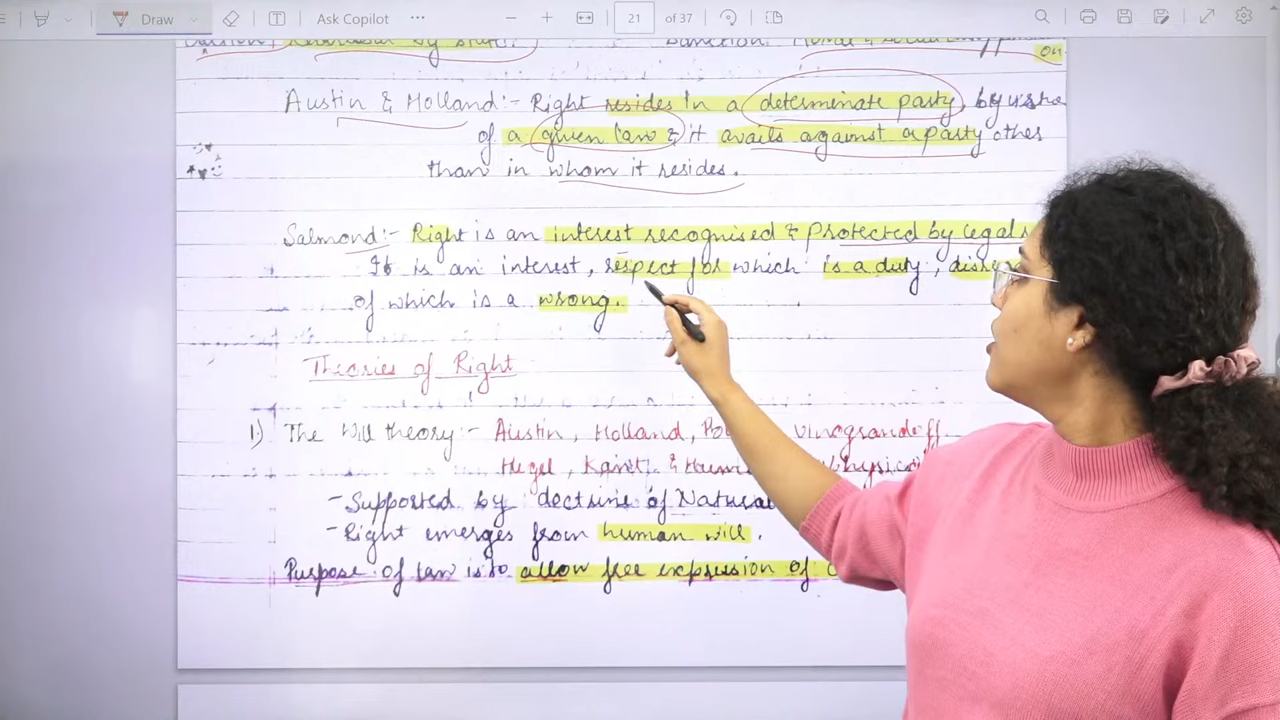 Draw
Ask Copilot
21 of 37
on
Austin & Holland:- Right resides in a determinate party, by
of a given law & it avails against a party other
than in whom it resides.
Salmond:- Right is an interest recognised & protected by legal
It is an interest, respect for which is a duty,
of which is a wrong.
Theories of Right
1) The Will theory:- Austin, Holland, Vinograndoff
Hegel, Kant, &
- Supported by doctrine of Natural
- Right emerges from human will.
Purpose of law is to allow free expression of